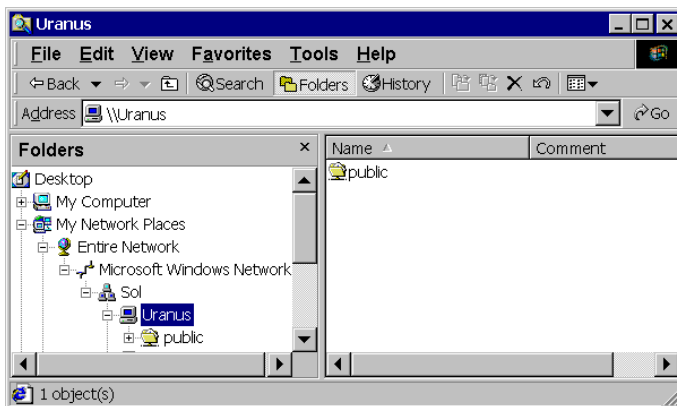 Uranus
File Edit View Favorites Tools Help
Back Search Folders History
Address \\Uranus Go
Folders
Desktop
My Computer
My Network Places
Entire Network
Microsoft Windows Network
Sol
Uranus
public
Name Comment
public
1 object(s)